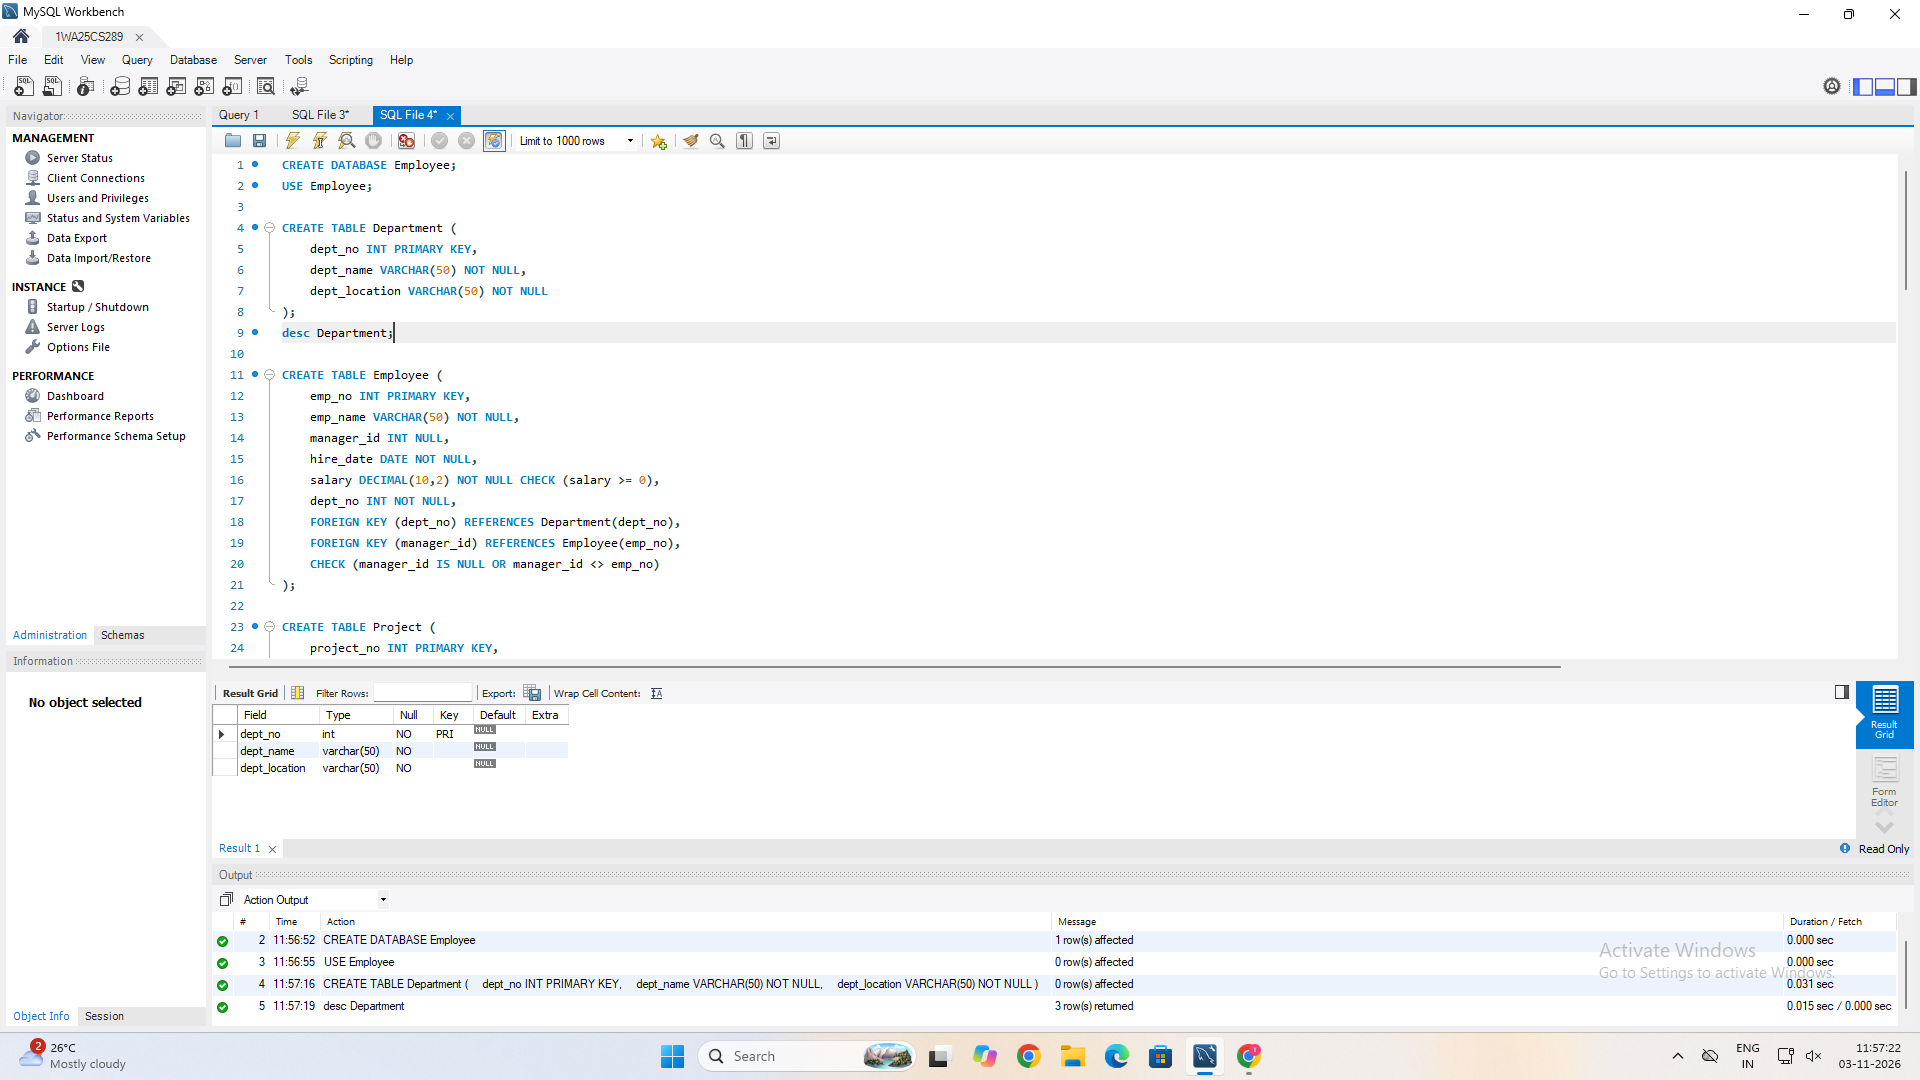 MySQL Workbench
1WA25CS289
File Edit View Query Database Server Tools Scripting Help
Navigator
MANAGEMENT
Server Status
Client Connections
Users and Privileges
Status and System Variables
Data Export
Data Import/Restore
INSTANCE
Startup / Shutdown
Server Logs
Options File
PERFORMANCE
Dashboard
Performance Reports
Performance Schema Setup
Administration Schemas
Information
No object selected
Object Info Session
Query 1 SQL File 3* SQL File 4*
Limit to 1000 rows
1 CREATE DATABASE Employee;
2 USE Employee;
3
4 CREATE TABLE Department (
5 dept_no INT PRIMARY KEY,
6 dept_name VARCHAR(50) NOT NULL,
7 dept_location VARCHAR(50) NOT NULL
8 );
9 desc Department;
10
11 CREATE TABLE Employee (
12 emp_no INT PRIMARY KEY,
13 emp_name VARCHAR(50) NOT NULL,
14 manager_id INT NULL,
15 hire_date DATE NOT NULL,
16 salary DECIMAL(10,2) NOT NULL CHECK (salary >= 0),
17 dept_no INT NOT NULL,
18 FOREIGN KEY (dept_no) REFERENCES Department(dept_no),
19 FOREIGN KEY (manager_id) REFERENCES Employee(emp_no),
20 CHECK (manager_id IS NULL OR manager_id <> emp_no)
21 );
22
23 CREATE TABLE Project (
24 project_no INT PRIMARY KEY,
Result Grid Filter Rows: Export: Wrap Cell Content:
Field Type Null Key Default Extra
dept_no int NO PRI NULL
dept_name varchar(50) NO NULL
dept_location varchar(50) NO NULL
Result Grid
Form Editor
Result 1 Read Only
Output
Action Output
# Time Action Message Duration / Fetch
2 11:56:52 CREATE DATABASE Employee 1 row(s) affected 0.000 sec
3 11:56:55 USE Employee 0 row(s) affected 0.000 sec
4 11:57:16 CREATE TABLE Department ( dept_no INT PRIMARY KEY, dept_name VARCHAR(50) NOT NULL, dept_location VARCHAR(50) NOT NULL ) 0 row(s) affected 0.031 sec
5 11:57:19 desc Department 3 row(s) returned 0.015 sec / 0.000 sec
Activate Windows
Go to Settings to activate Windows.
2
26°C
Mostly cloudy
Search
ENG
IN
11:57:22
03-11-2026